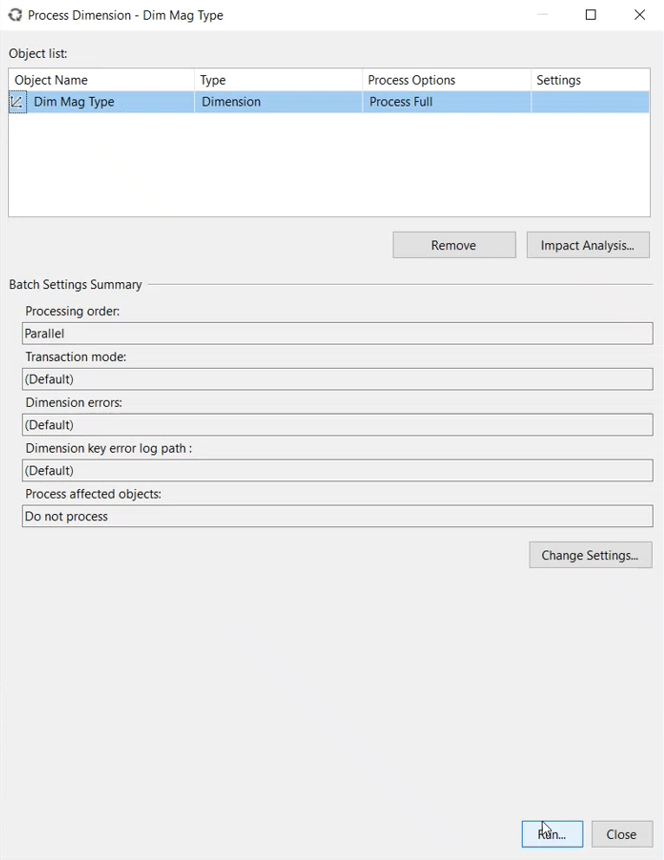 Process Dimension - Dim Mag Type
Object list:
Object Name Type Process Options Settings
Dim Mag Type Dimension Process Full
Remove Impact Analysis...
Batch Settings Summary
Processing order:
Parallel
Transaction mode:
(Default)
Dimension errors:
(Default)
Dimension key error log path :
(Default)
Process affected objects:
Do not process
Change Settings...
Run... Close